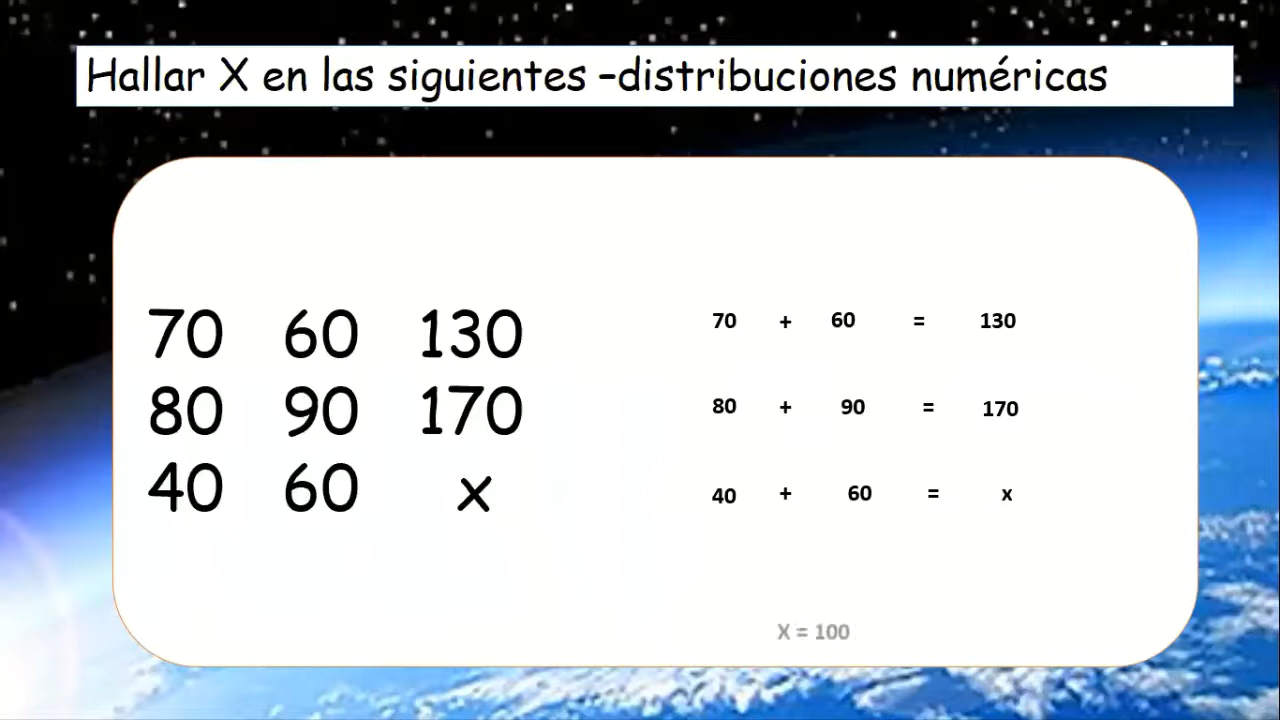 Hallar X en las siguientes –distribuciones numéricas
70 60 130
80 90 170
40 60 x
70 + 60 = 130
80 + 90 = 170
40 + 60 = x
X = 100